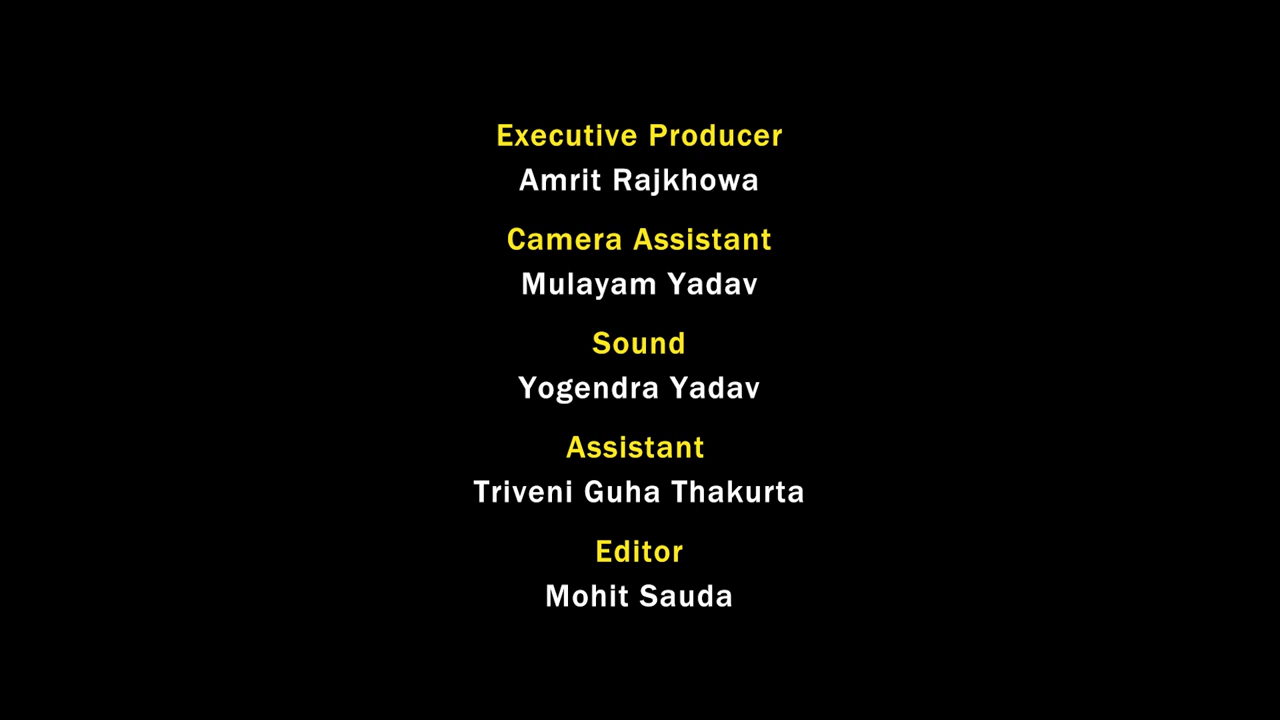 Executive Producer
Amrit Rajkhowa
Camera Assistant
Mulayam Yadav
Sound
Yogendra Yadav
Assistant
Triveni Guha Thakurta
Editor
Mohit Sauda